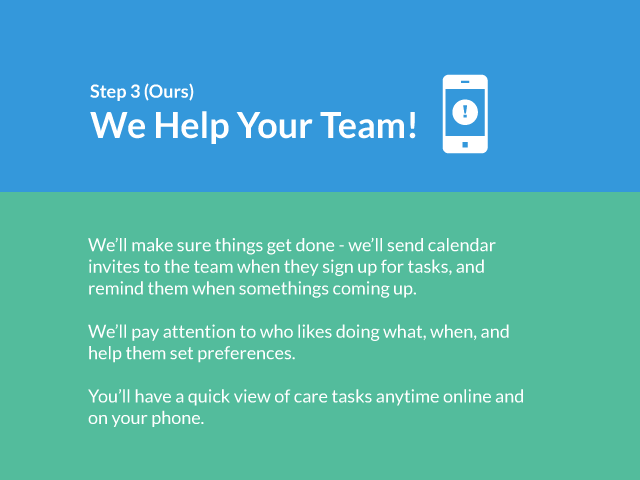 Step 3 (Ours)
We Help Your Team!
!
We’ll make sure things get done - we’ll send calendar
invites to the team when they sign up for tasks, and
remind them when somethings coming up.
We’ll pay attention to who likes doing what, when, and
help them set preferences.
You’ll have a quick view of care tasks anytime online and
on your phone.